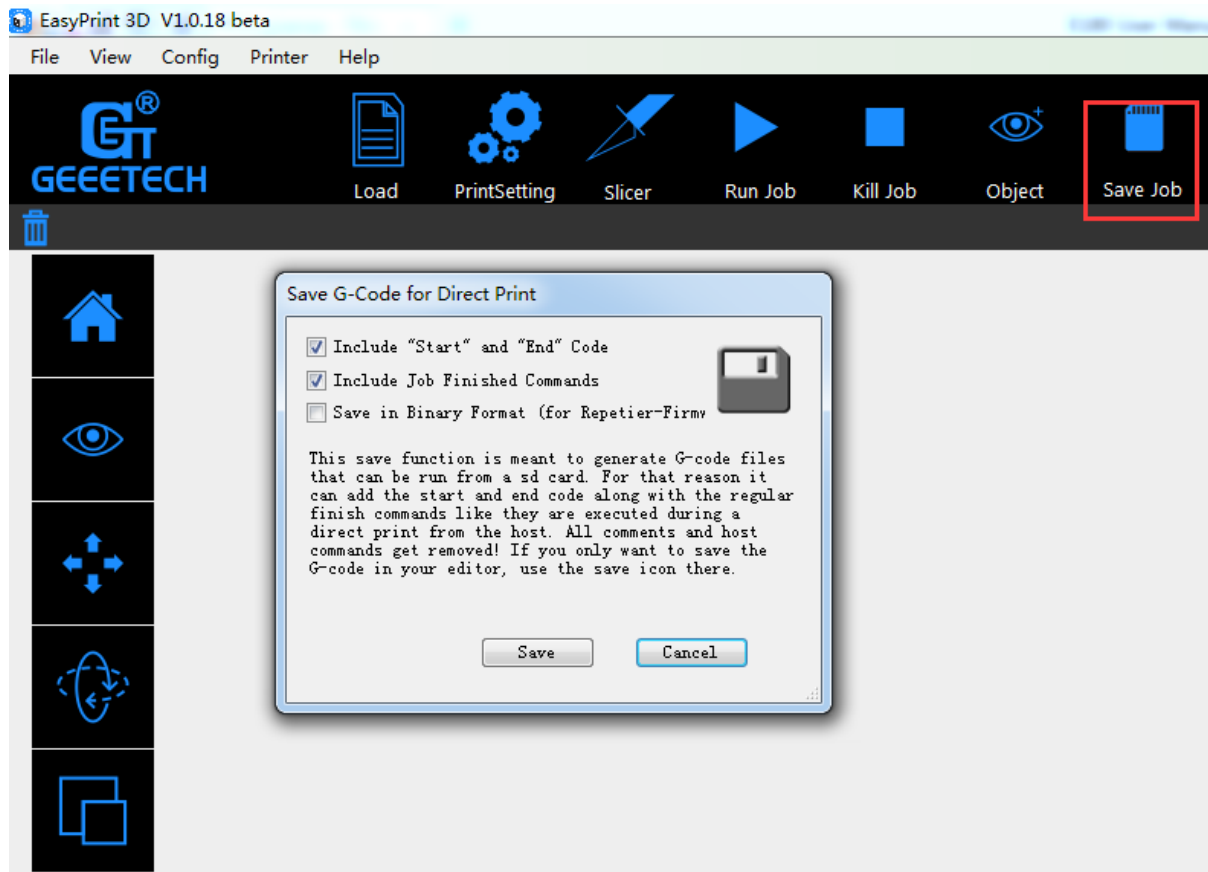 EasyPrint 3D V1.0.18 beta
File View Config Printer Help
GEEETECH
Load PrintSetting Slicer Run Job Kill Job Object Save Job
Save G-Code for Direct Print
Include "Start" and "End" Code
Include Job Finished Commands
Save in Binary Format (for Repetier-Firmw
This save function is meant to generate G-code files
that can be run from a sd card. For that reason it
can add the start and end code along with the regular
finish commands like they are executed during a
direct print from the host. All comments and host
commands get removed! If you only want to save the
G-code in your editor, use the save icon there.
Save Cancel